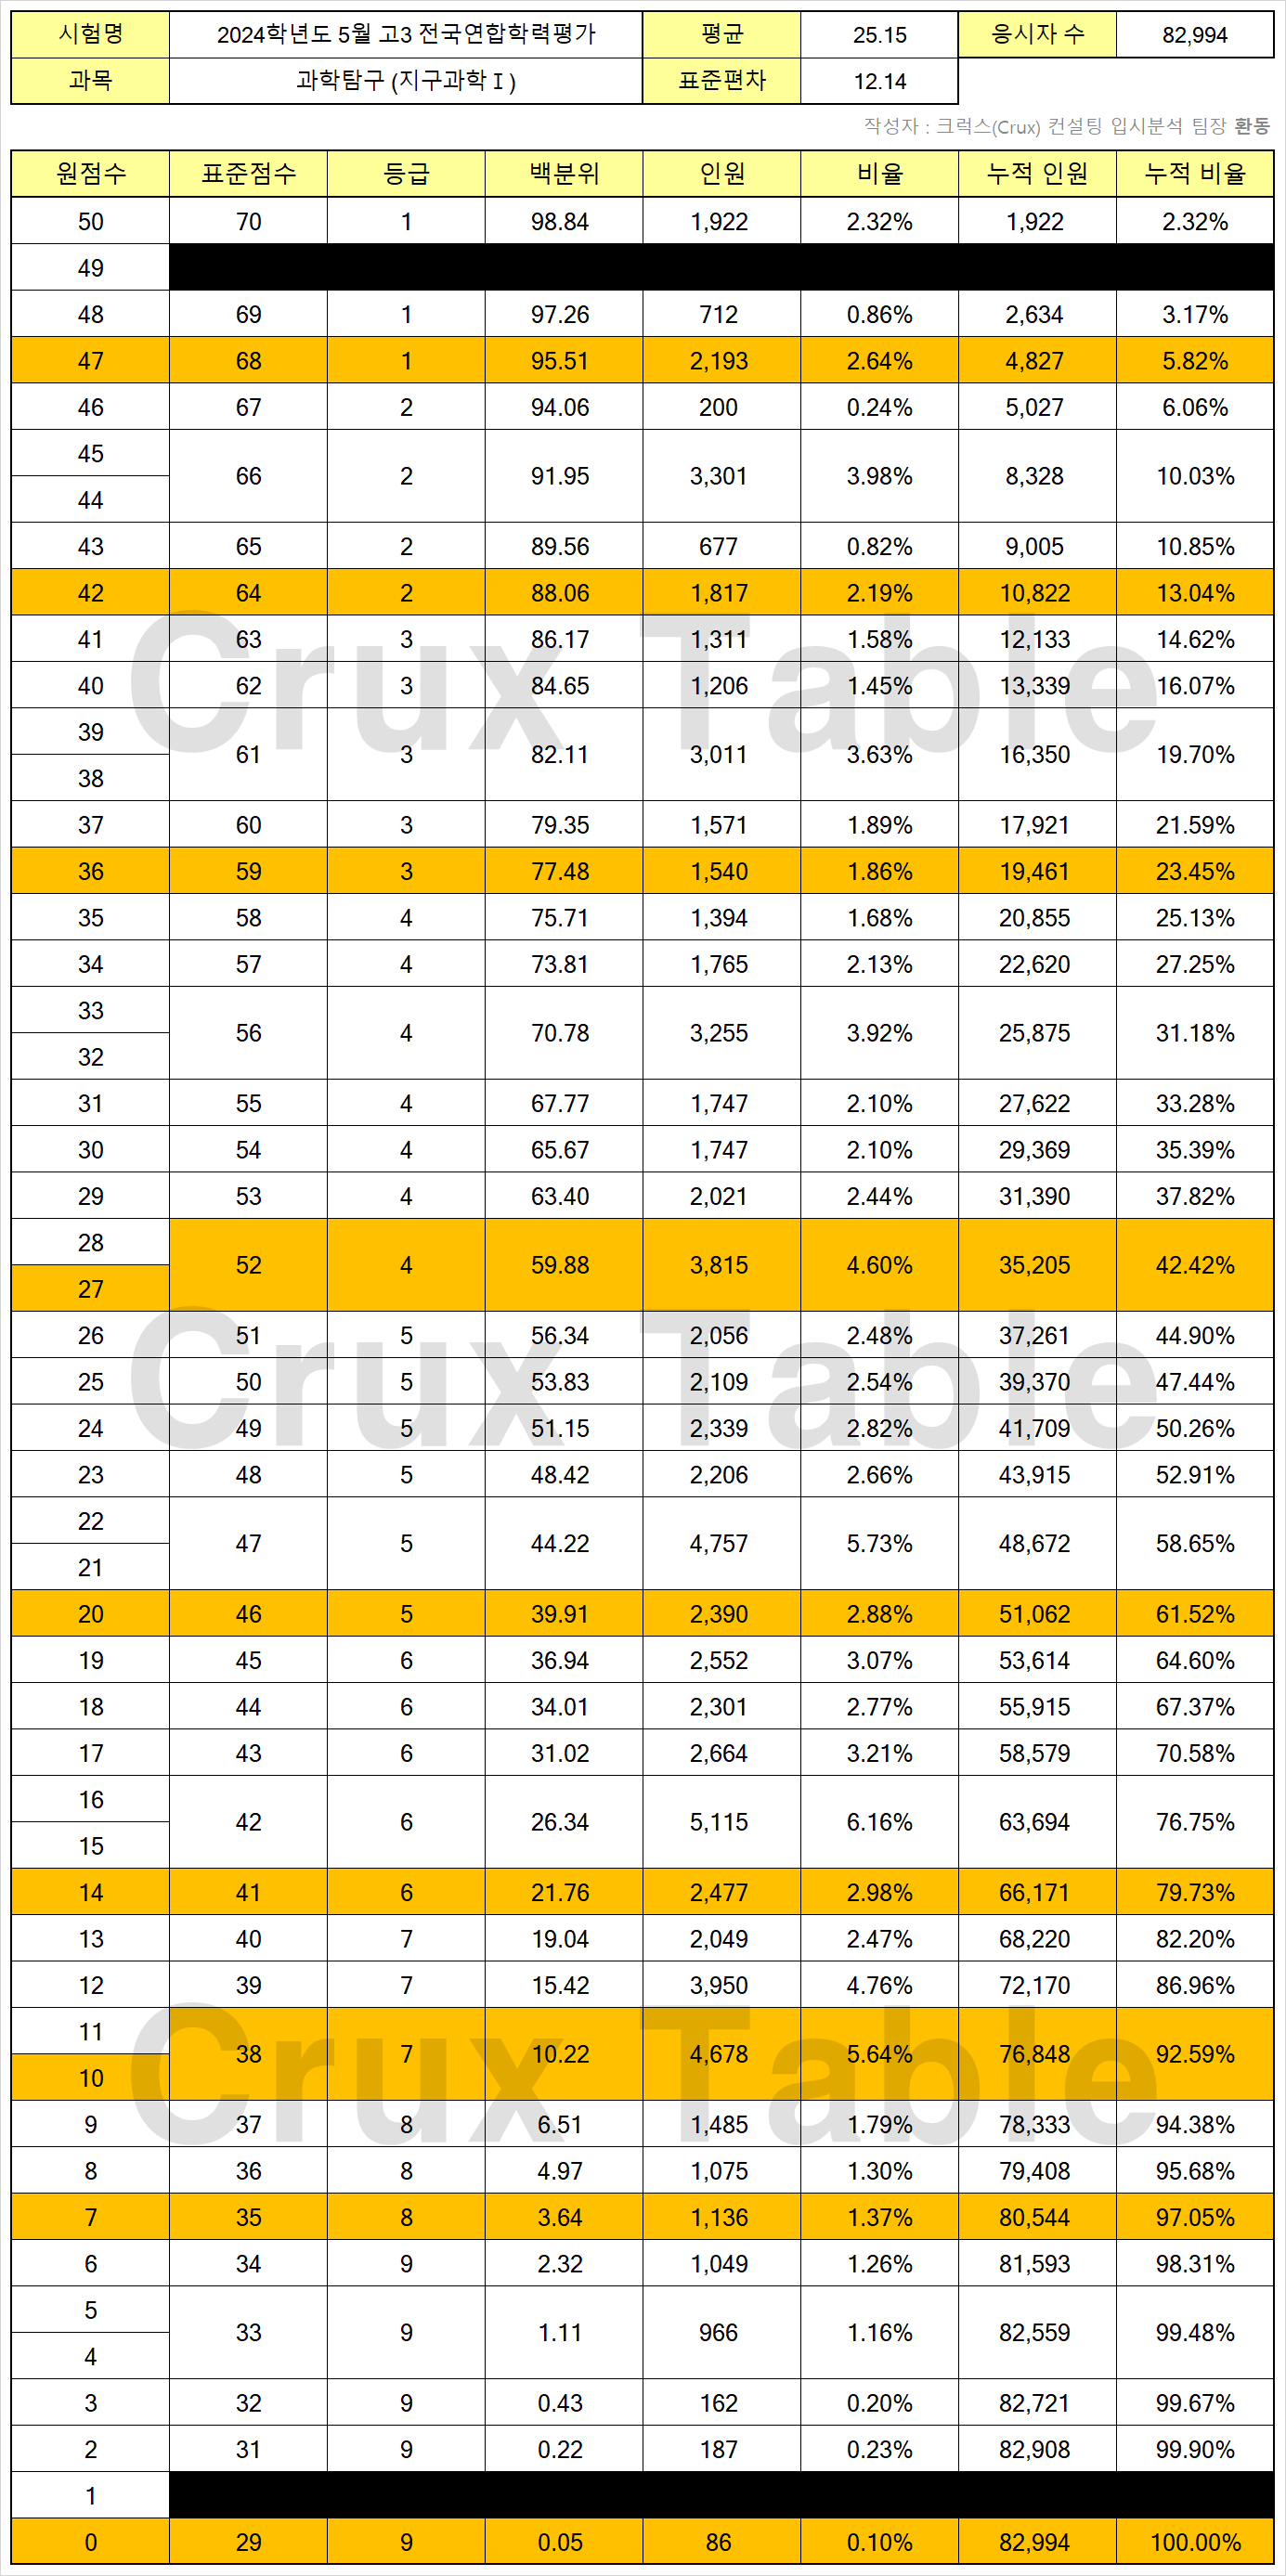 시험명 2024학년도 5월 고3 전국연합학력평가 평균 25.15 응시자 수 82,994
과목 과학탐구 (지구과학Ⅰ) 표준편차 12.14
작성자 : 크럭스(Crux) 컨설팅 입시분석 팀장 환동
원점수 표준점수 등급 백분위 인원 비율 누적 인원 누적 비율
50 70 1 98.84 1,922 2.32% 1,922 2.32%
49
48 69 1 97.26 712 0.86% 2,634 3.17%
47 68 1 95.51 2,193 2.64% 4,827 5.82%
46 67 2 94.06 200 0.24% 5,027 6.06%
45
66 2 91.95 3,301 3.98% 8,328 10.03%
44
43 65 2 89.56 677 0.82% 9,005 10.85%
42 64 2 88.06 1,817 2.19% 10,822 13.04%
41 63 3 86.17 1,311 1.58% 12,133 14.62%
Crux Table
40 62 3 84.65 1,206 1.45% 13,339 16.07%
39
61 3 82.11 3,011 3.63% 16,350 19.70%
38
37 60 3 79.35 1,571 1.89% 17,921 21.59%
36 59 3 77.48 1,540 1.86% 19,461 23.45%
35 58 4 75.71 1,394 1.68% 20,855 25.13%
34 57 4 73.81 1,765 2.13% 22,620 27.25%
33
56 4 70.78 3,255 3.92% 25,875 31.18%
32
31 55 4 67.77 1,747 2.10% 27,622 33.28%
30 54 4 65.67 1,747 2.10% 29,369 35.39%
29 53 4 63.40 2,021 2.44% 31,390 37.82%
28
52 4 59.88 3,815 4.60% 35,205 42.42%
27
26 51 5 56.34 2,056 2.48% 37,261 44.90%
Crux Table
25 50 5 53.83 2,109 2.54% 39,370 47.44%
24 49 5 51.15 2,339 2.82% 41,709 50.26%
23 48 5 48.42 2,206 2.66% 43,915 52.91%
22
47 5 44.22 4,757 5.73% 48,672 58.65%
21
20 46 5 39.91 2,390 2.88% 51,062 61.52%
19 45 6 36.94 2,552 3.07% 53,614 64.60%
18 44 6 34.01 2,301 2.77% 55,915 67.37%
17 43 6 31.02 2,664 3.21% 58,579 70.58%
16
42 6 26.34 5,115 6.16% 63,694 76.75%
15
14 41 6 21.76 2,477 2.98% 66,171 79.73%
13 40 7 19.04 2,049 2.47% 68,220 82.20%
12 39 7 15.42 3,950 4.76% 72,170 86.96%
11
38 7 10.22 4,678 5.64% 76,848 92.59%
Crux Table
10
9 37 8 6.51 1,485 1.79% 78,333 94.38%
8 36 8 4.97 1,075 1.30% 79,408 95.68%
7 35 8 3.64 1,136 1.37% 80,544 97.05%
6 34 9 2.32 1,049 1.26% 81,593 98.31%
5
33 9 1.11 966 1.16% 82,559 99.48%
4
3 32 9 0.43 162 0.20% 82,721 99.67%
2 31 9 0.22 187 0.23% 82,908 99.90%
1
0 29 9 0.05 86 0.10% 82,994 100.00%